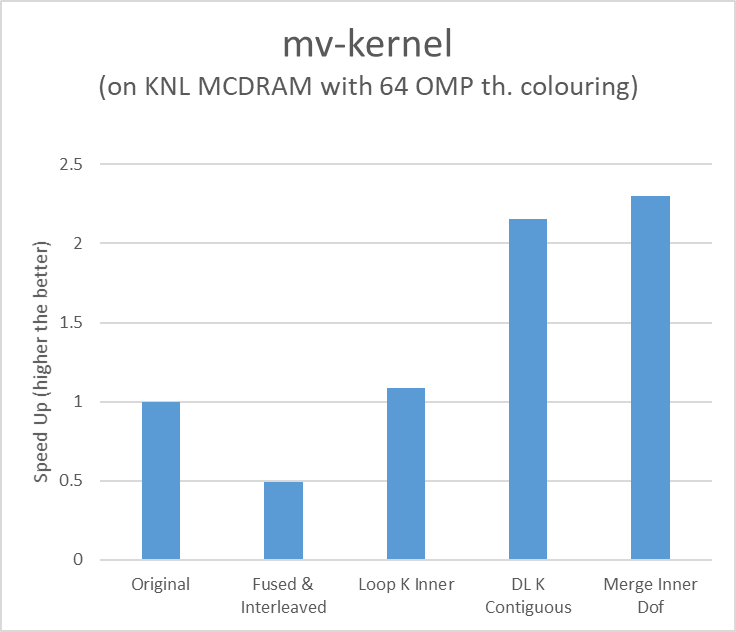 mv-kernel
(on KNL MCDRAM with 64 OMP th. colouring)
Speed Up (higher the better)
2.5
2
1.5
1
0.5
0
Original
Fused &
Interleaved
Loop K Inner
DL K
Contiguous
Merge Inner
Dof